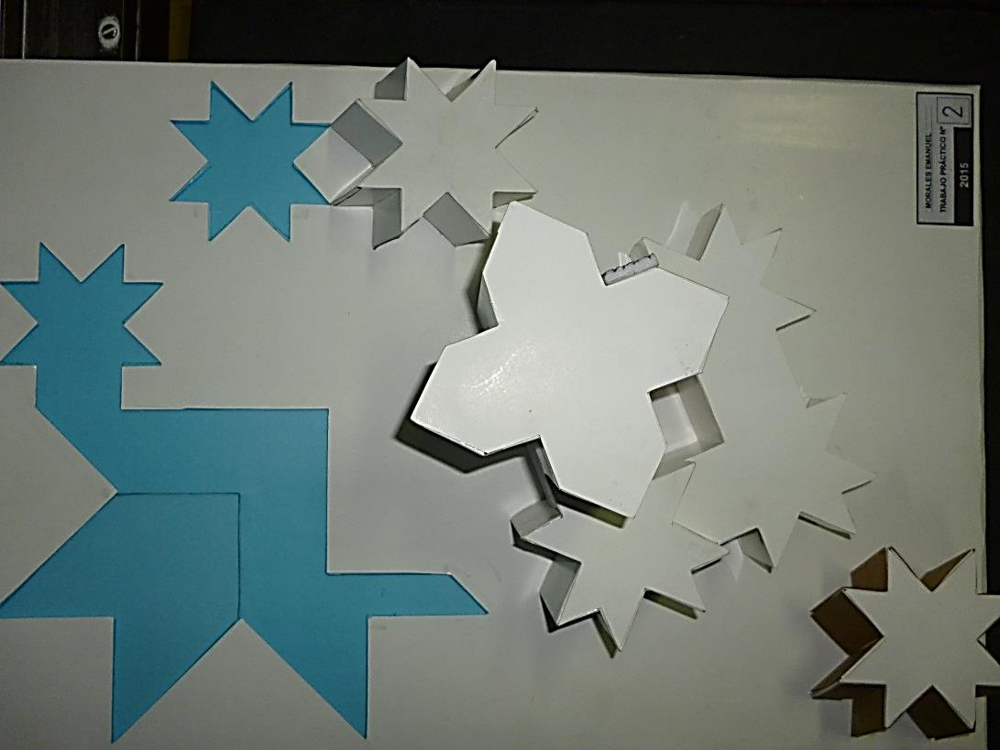 MORALES EMANUEL
TRABAJO PRÁCTICO Nº 2
2015